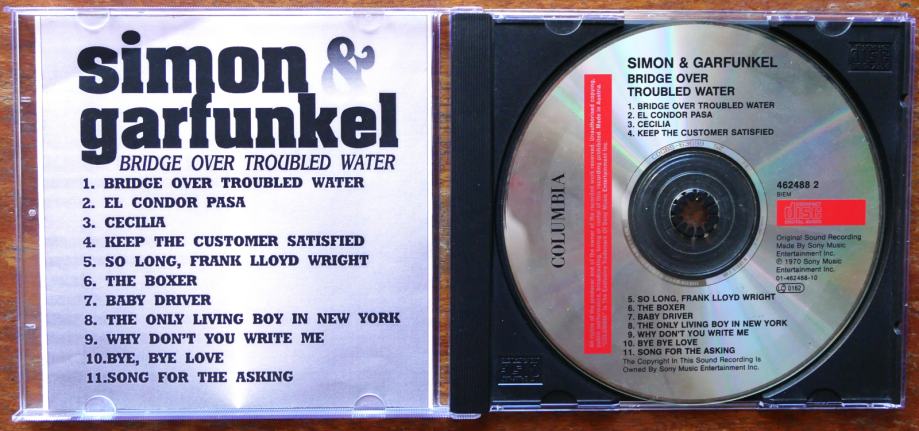 simon &
garfunkel
BRIDGE OVER TROUBLED WATER
1. BRIDGE OVER TROUBLED WATER
2. EL CONDOR PASA
3. CECILIA
4. KEEP THE CUSTOMER SATISFIED
5. SO LONG, FRANK LLOYD WRIGHT
6. THE BOXER
7. BABY DRIVER
8. THE ONLY LIVING BOY IN NEW YORK
9. WHY DON'T YOU WRITE ME
10.BYE, BYE LOVE
11.SONG FOR THE ASKING
SIMON & GARFUNKEL
BRIDGE OVER
TROUBLED WATER
1. BRIDGE OVER TROUBLED WATER
2. EL CONDOR PASA
3. CECILIA
4. KEEP THE CUSTOMER SATISFIED
COLUMBIA
462488 2
BIEM
COMPACT
disc
DIGITAL AUDIO
Original Sound Recording
Made By Sony Music
Entertainment Inc.
℗ 1970 Sony Music
Entertainment Inc.
01-462488-10
LC 0162
5. SO LONG, FRANK LLOYD WRIGHT
6. THE BOXER
7. BABY DRIVER
8. THE ONLY LIVING BOY IN NEW YORK
9. WHY DON'T YOU WRITE ME
10. BYE BYE LOVE
11. SONG FOR THE ASKING
The Copyright In This Sound Recording Is
Owned By Sony Music Entertainment Inc.